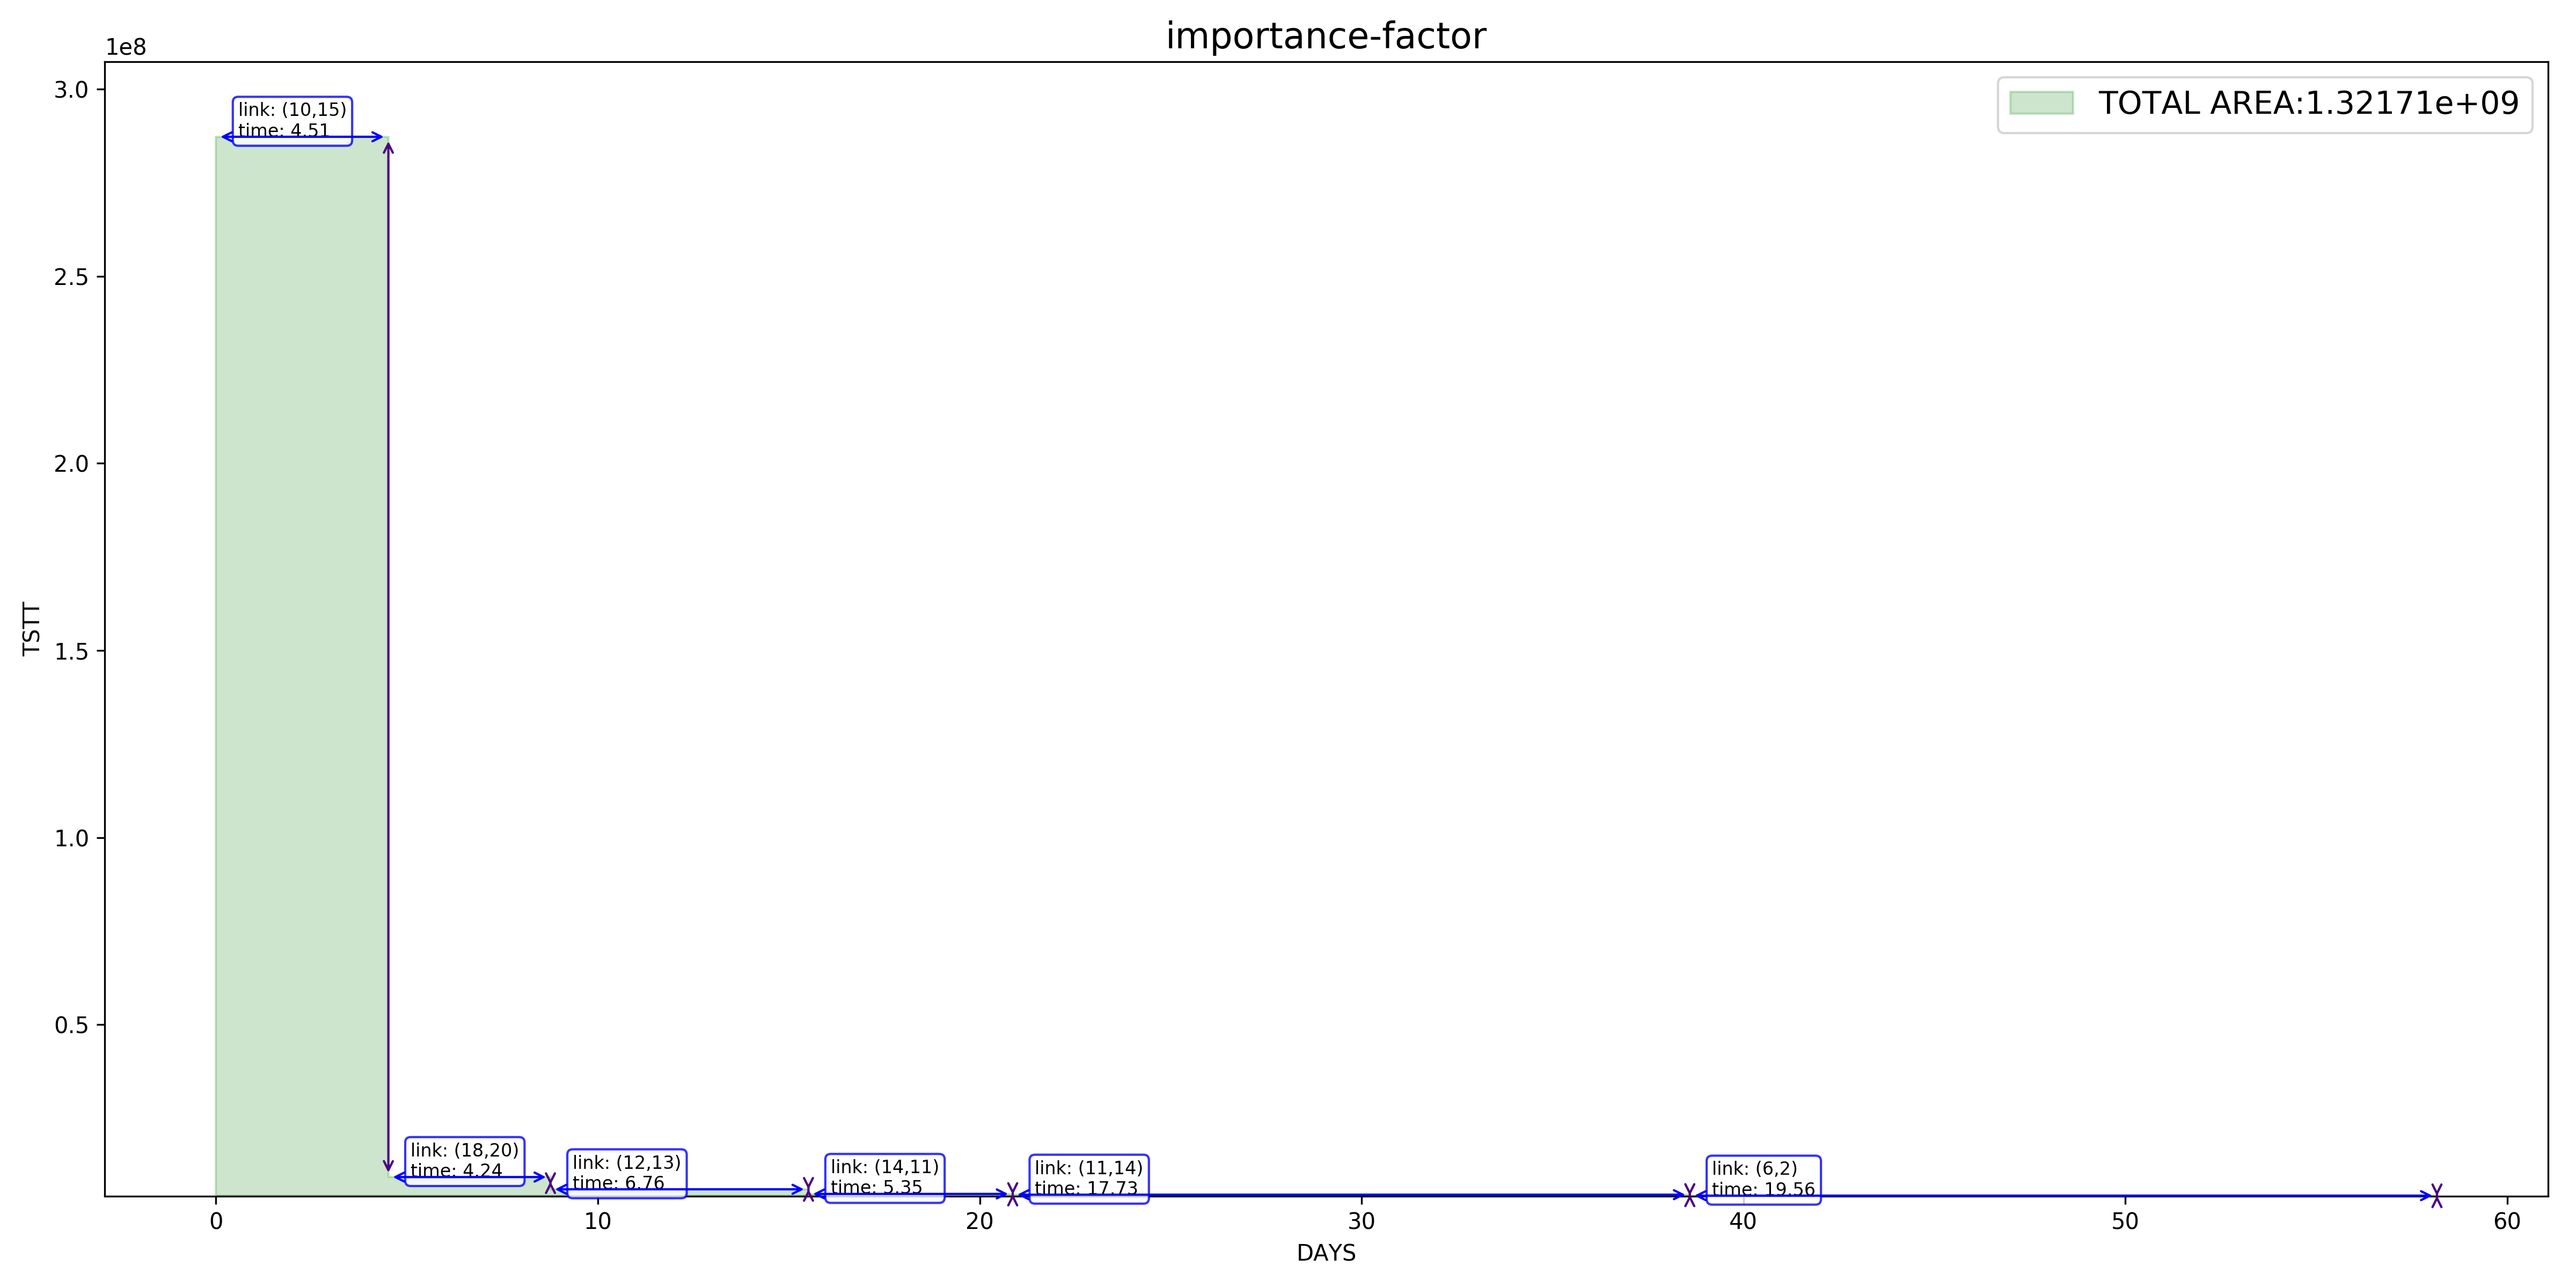 importance-factor
1e8
TOTAL AREA:1.32171e+09
3.0
2.5
2.0
1.5
1.0
0.5
TSTT
link: (10,15)
time: 4.51
link: (18,20)
time: 4.24
link: (12,13)
time: 6.76
link: (14,11)
time: 5.35
link: (11,14)
time: 17.73
link: (6,2)
time: 19.56
0
10
20
30
40
50
60
DAYS